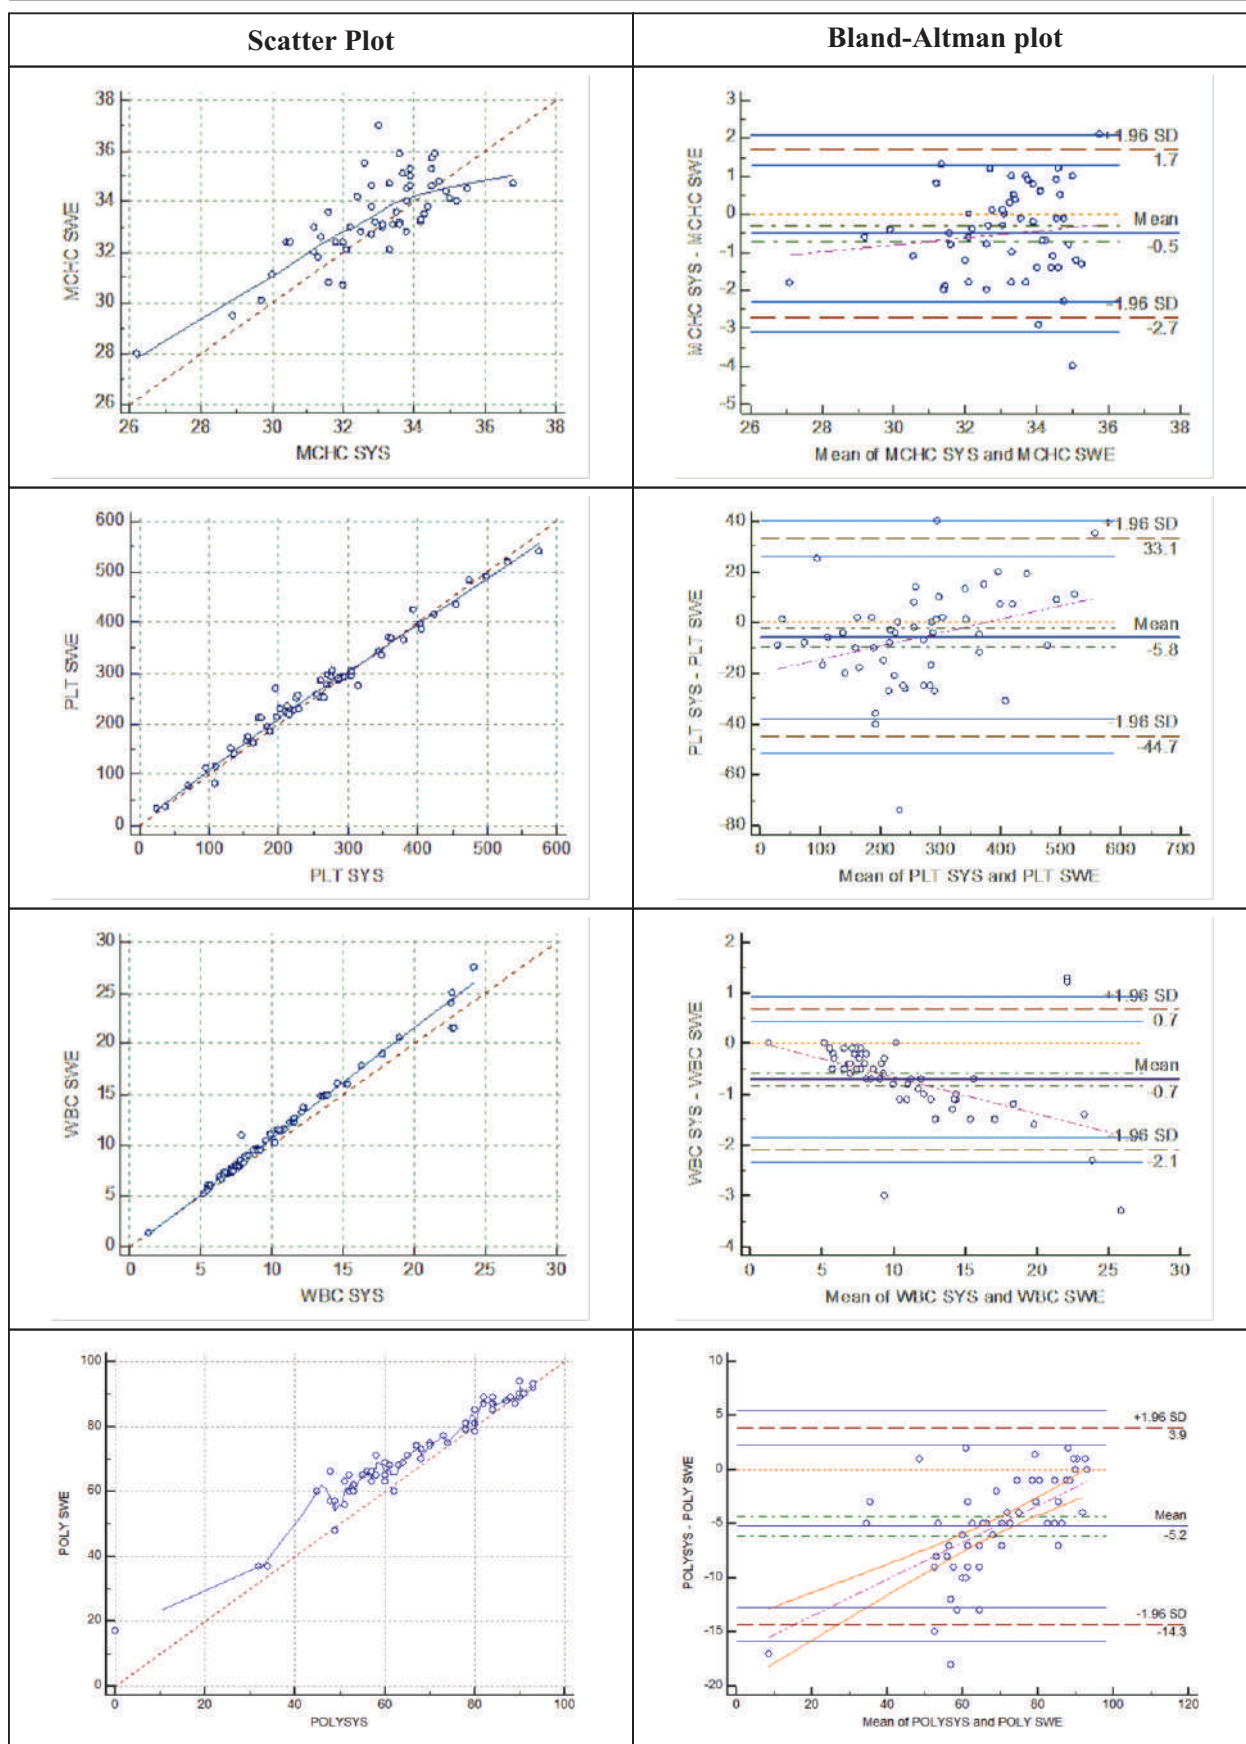 Scatter Plot
Bland-Altman plot
38
36
34
32
30
28
26
MCHC SWE
26 28 30 32 34 36 38
MCHC SYS
3
2
1
0
-1
-2
-3
-4
-5
MCHC SYS - MCHC SWE
+1.96 SD
1.7
Mean
-0.5
-1.96 SD
-2.7
26 28 30 32 34 36 38
Mean of MCHC SYS and MCHC SWE
600
500
400
300
200
100
0
PLT SWE
0 100 200 300 400 500 600
PLT SYS
40
20
0
-20
-40
-60
-80
PLT SYS - PLT SWE
+1.96 SD
33.1
Mean
-5.8
-1.96 SD
-44.7
0 100 200 300 400 500 600 700
Mean of PLT SYS and PLT SWE
30
25
20
15
10
5
0
WBC SWE
0 5 10 15 20 25 30
WBC SYS
2
1
0
-1
-2
-3
-4
WBC SYS - WBC SWE
+1.96 SD
0.7
Mean
-0.7
-1.96 SD
-2.1
0 5 10 15 20 25 30
Mean of WBC SYS and WBC SWE
100
80
60
40
20
0
POLY SWE
0 20 40 60 80 100
POLYSYS
10
5
0
-5
-10
-15
-20
POLYSYS - POLY SWE
+1.96 SD
3.9
Mean
-5.2
-1.96 SD
-14.3
0 20 40 60 80 100 120
Mean of POLYSYS and POLY SWE